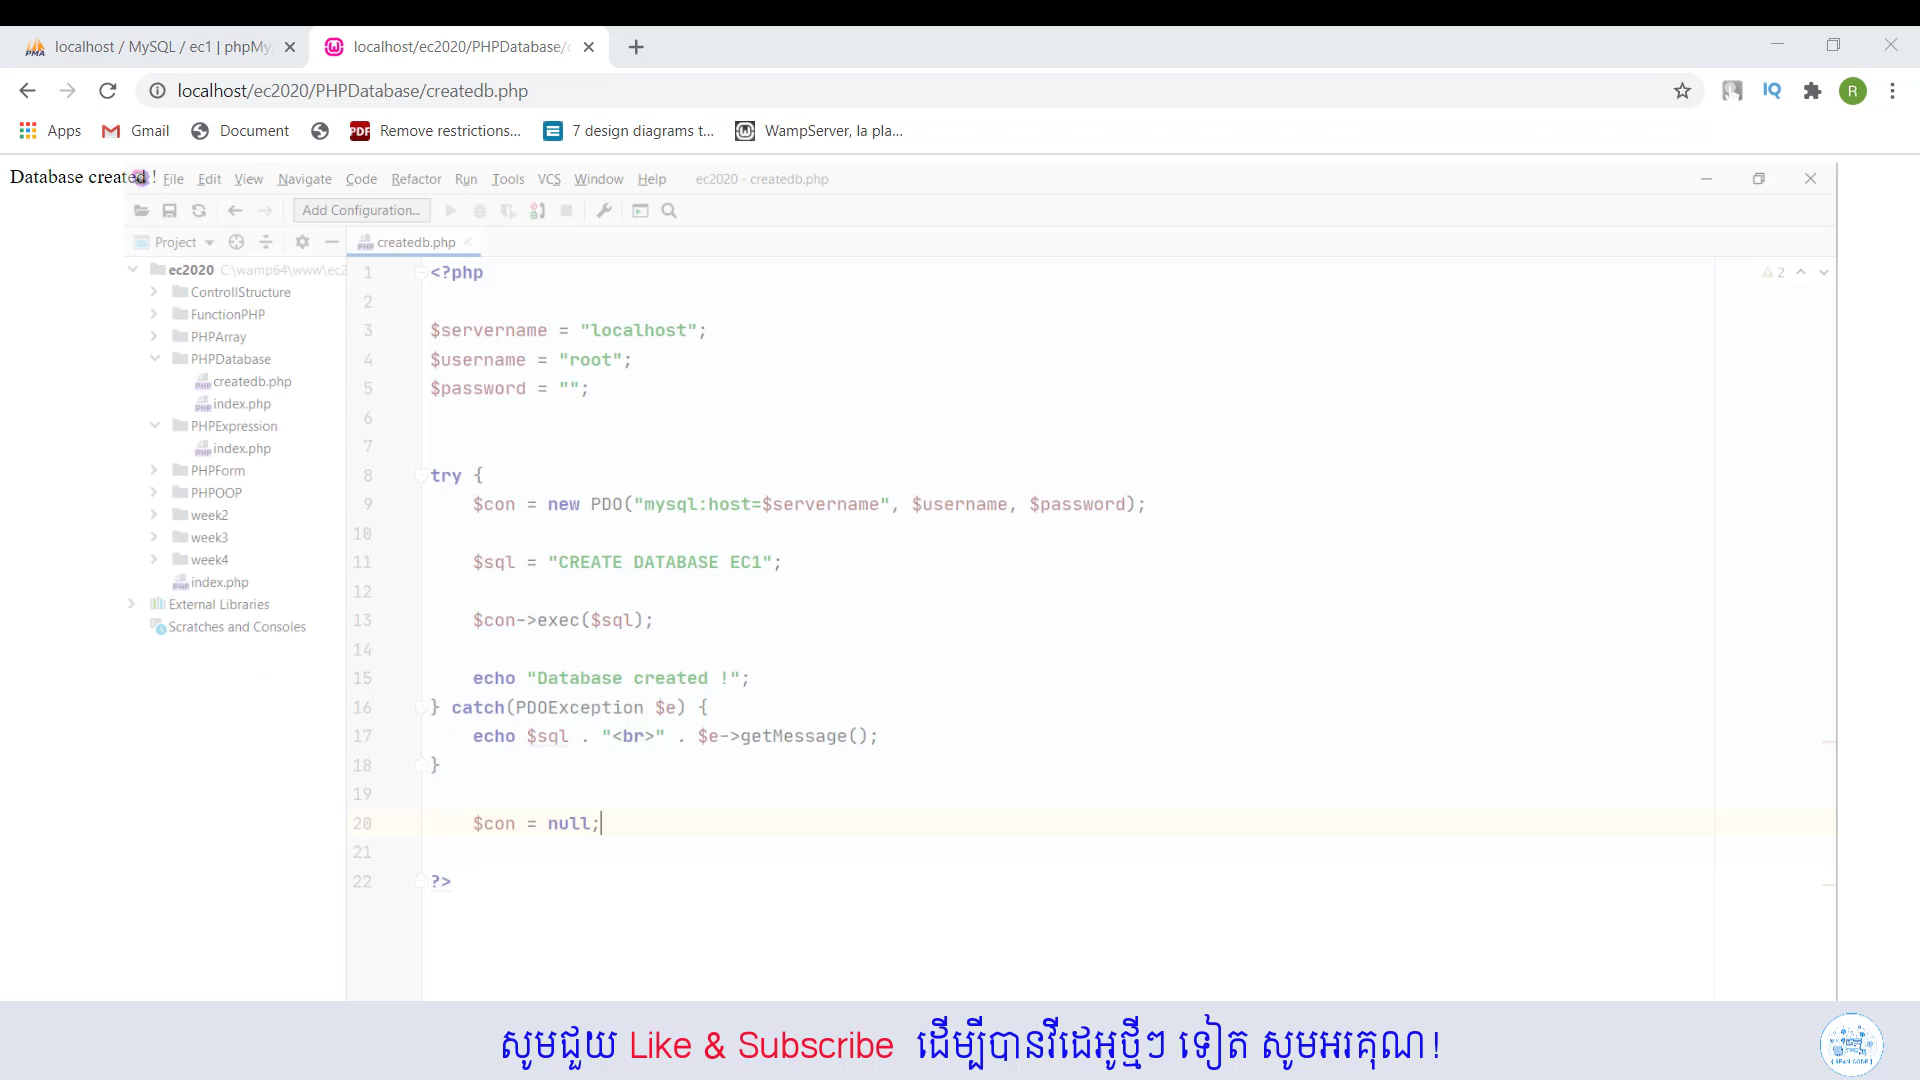 localhost / MySQL / ec1 | phpMy
localhost/ec2020/PHPDatabase/
localhost/ec2020/PHPDatabase/createdb.php
IQ
R
Apps
Gmail
Document
PDF
Remove restrictions...
7 design diagrams t...
WampServer, la pla...
Database created !
File Edit View Navigate Code Refactor Run Tools VCS Window Help ec2020 - createdb.php
Add Configuration...
Project
createdb.php
ec2020 C:\wamp64\www\ec2
ControllStructure
FunctionPHP
PHPArray
PHPDatabase
createdb.php
index.php
PHPExpression
index.php
PHPForm
PHPOOP
week2
week3
week4
index.php
External Libraries
Scratches and Consoles
2
1 <?php
2
3 $servername = "localhost";
4 $username = "root";
5 $password = "";
6
7
8 try {
9 $con = new PDO("mysql:host=$servername", $username, $password);
10
11 $sql = "CREATE DATABASE EC1";
12
13 $con->exec($sql);
14
15 echo "Database created !";
16 } catch(PDOException $e) {
17 echo $sql . "<br>" . $e->getMessage();
18 }
19
20 $con = null;
21
22 ?>
សូមជួយ Like & Subscribe ដើម្បីបានវីដេអូថ្មីៗ ទៀត សូមអរគុណ!